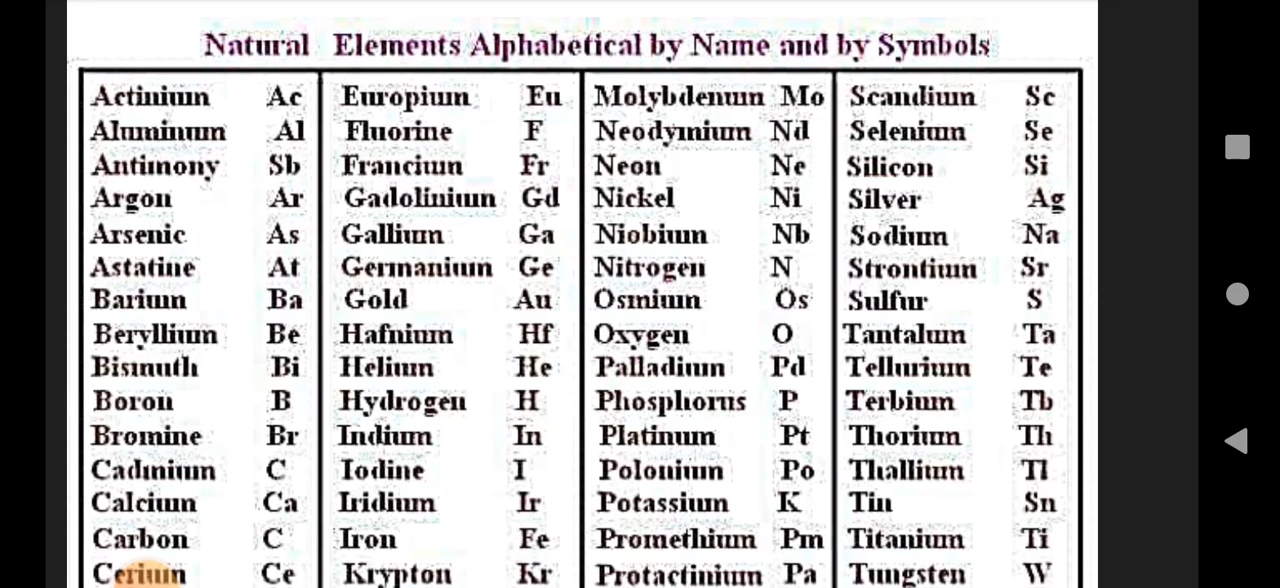 Natural Elements Alphabetical by Name and by Symbols
Actinium Ac Europium Eu Molybdenum Mo Scandium Sc
Aluminum Al Fluorine F Neodymium Nd Selenium Se
Antimony Sb Francium Fr Neon Ne Silicon Si
Argon Ar Gadolinium Gd Nickel Ni Silver Ag
Arsenic As Gallium Ga Niobium Nb Sodium Na
Astatine At Germanium Ge Nitrogen N Strontium Sr
Barium Ba Gold Au Osmium Os Sulfur S
Beryllium Be Hafnium Hf Oxygen O Tantalum Ta
Bismuth Bi Helium He Palladium Pd Tellurium Te
Boron B Hydrogen H Phosphorus P Terbium Tb
Bromine Br Indium In Platinum Pt Thorium Th
Cadmium C Iodine I Polonium Po Thallium Tl
Calcium Ca Iridium Ir Potassium K Tin Sn
Carbon C Iron Fe Promethium Pm Titanium Ti
Cerium Ce Krypton Kr Protactinium Pa Tungsten W